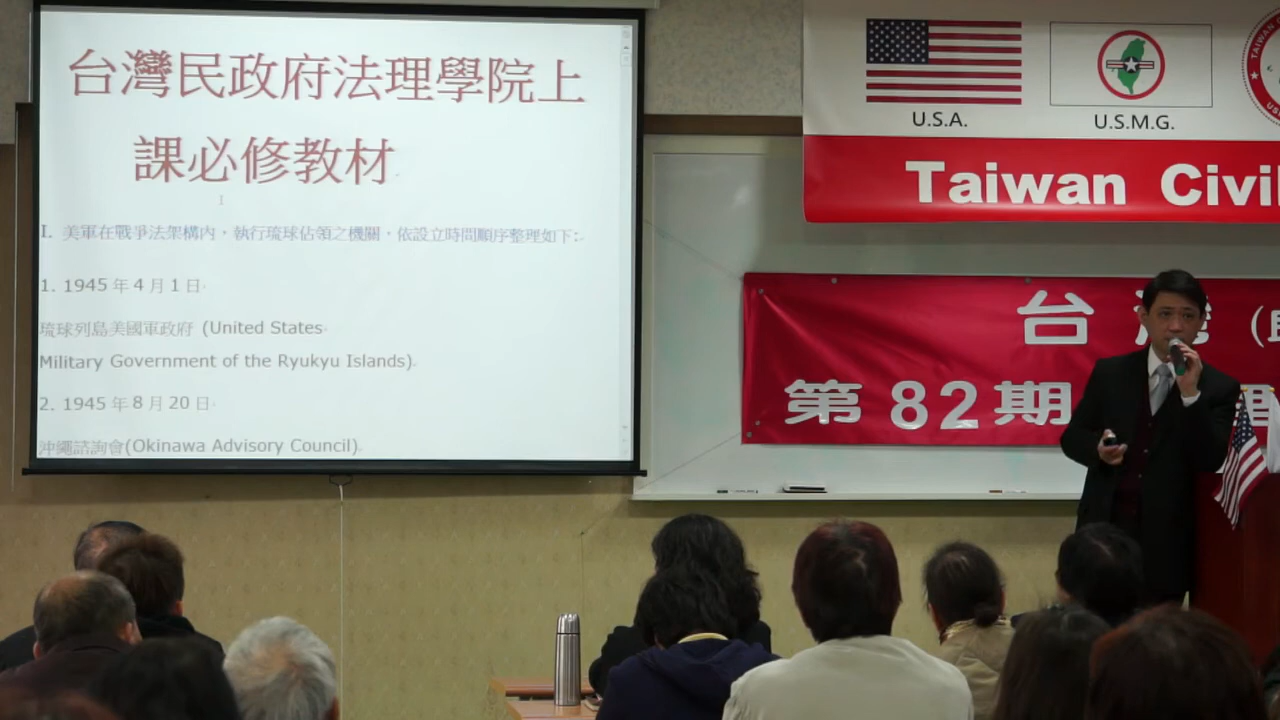 台灣民政府法理學院上
課必修教材
I. 美軍在戰爭法架構內，執行琉球佔領之機關，依設立時間順序整理如下:
1. 1945 年 4 月 1 日
琉球列島美國軍政府 (United States
Military Government of the Ryukyu Islands)
2. 1945 年 8 月 20 日
沖繩諮詢會(Okinawa Advisory Council)
U.S.A.
U.S.M.G.
Taiwan Civil
台
第 82 期